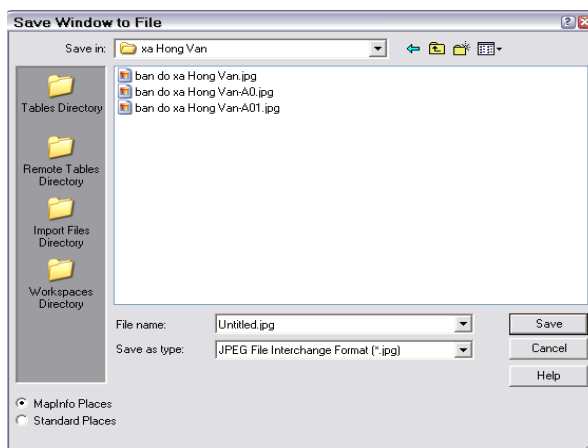 Save Window to File
Save in: xa Hong Van
ban do xa Hong Van.jpg
ban do xa Hong Van-A0.jpg
ban do xa Hong Van-A01.jpg
Tables Directory
Remote Tables
Directory
Import Files
Directory
Workspaces
Directory
File name: Untitled.jpg
Save
Save as type: JPEG File Interchange Format (*.jpg)
Cancel
Help
MapInfo Places
Standard Places